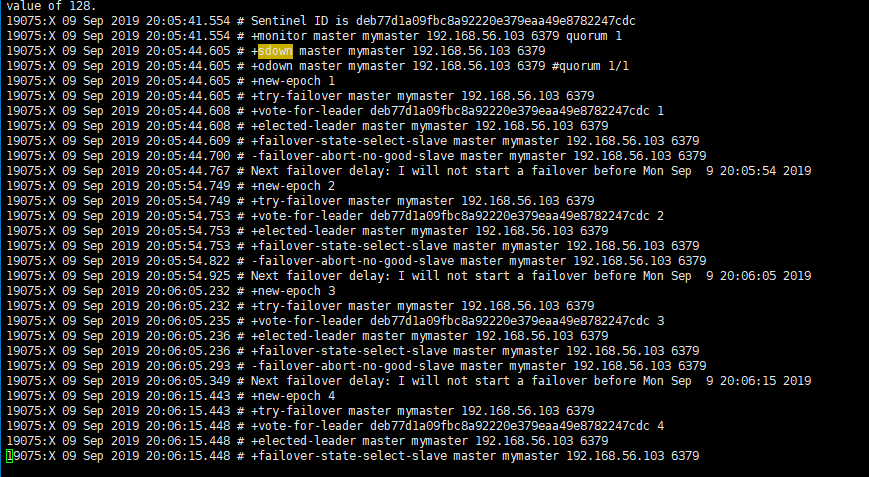 value of 128.
19075:X 09 Sep 2019 20:05:41.554 # Sentinel ID is deb77d1a09fbc8a92220e379eaa49e8782247cdc
19075:X 09 Sep 2019 20:05:41.554 # +monitor master mymaster 192.168.56.103 6379 quorum 1
19075:X 09 Sep 2019 20:05:44.605 # +sdown master mymaster 192.168.56.103 6379
19075:X 09 Sep 2019 20:05:44.605 # +odown master mymaster 192.168.56.103 6379 #quorum 1/1
19075:X 09 Sep 2019 20:05:44.605 # +new-epoch 1
19075:X 09 Sep 2019 20:05:44.605 # +try-failover master mymaster 192.168.56.103 6379
19075:X 09 Sep 2019 20:05:44.608 # +vote-for-leader deb77d1a09fbc8a92220e379eaa49e8782247cdc 1
19075:X 09 Sep 2019 20:05:44.608 # +elected-leader master mymaster 192.168.56.103 6379
19075:X 09 Sep 2019 20:05:44.609 # +failover-state-select-slave master mymaster 192.168.56.103 6379
19075:X 09 Sep 2019 20:05:44.700 # -failover-abort-no-good-slave master mymaster 192.168.56.103 6379
19075:X 09 Sep 2019 20:05:44.767 # Next failover delay: I will not start a failover before Mon Sep  9 20:05:54 2019
19075:X 09 Sep 2019 20:05:54.749 # +new-epoch 2
19075:X 09 Sep 2019 20:05:54.749 # +try-failover master mymaster 192.168.56.103 6379
19075:X 09 Sep 2019 20:05:54.753 # +vote-for-leader deb77d1a09fbc8a92220e379eaa49e8782247cdc 2
19075:X 09 Sep 2019 20:05:54.753 # +elected-leader master mymaster 192.168.56.103 6379
19075:X 09 Sep 2019 20:05:54.753 # +failover-state-select-slave master mymaster 192.168.56.103 6379
19075:X 09 Sep 2019 20:05:54.822 # -failover-abort-no-good-slave master mymaster 192.168.56.103 6379
19075:X 09 Sep 2019 20:05:54.925 # Next failover delay: I will not start a failover before Mon Sep  9 20:06:05 2019
19075:X 09 Sep 2019 20:06:05.232 # +new-epoch 3
19075:X 09 Sep 2019 20:06:05.232 # +try-failover master mymaster 192.168.56.103 6379
19075:X 09 Sep 2019 20:06:05.235 # +vote-for-leader deb77d1a09fbc8a92220e379eaa49e8782247cdc 3
19075:X 09 Sep 2019 20:06:05.236 # +elected-leader master mymaster 192.168.56.103 6379
19075:X 09 Sep 2019 20:06:05.236 # +failover-state-select-slave master mymaster 192.168.56.103 6379
19075:X 09 Sep 2019 20:06:05.293 # -failover-abort-no-good-slave master mymaster 192.168.56.103 6379
19075:X 09 Sep 2019 20:06:05.349 # Next failover delay: I will not start a failover before Mon Sep  9 20:06:15 2019
19075:X 09 Sep 2019 20:06:15.443 # +new-epoch 4
19075:X 09 Sep 2019 20:06:15.443 # +try-failover master mymaster 192.168.56.103 6379
19075:X 09 Sep 2019 20:06:15.448 # +vote-for-leader deb77d1a09fbc8a92220e379eaa49e8782247cdc 4
19075:X 09 Sep 2019 20:06:15.448 # +elected-leader master mymaster 192.168.56.103 6379
19075:X 09 Sep 2019 20:06:15.448 # +failover-state-select-slave master mymaster 192.168.56.103 6379